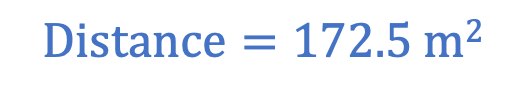 Distance = 172.5 m²